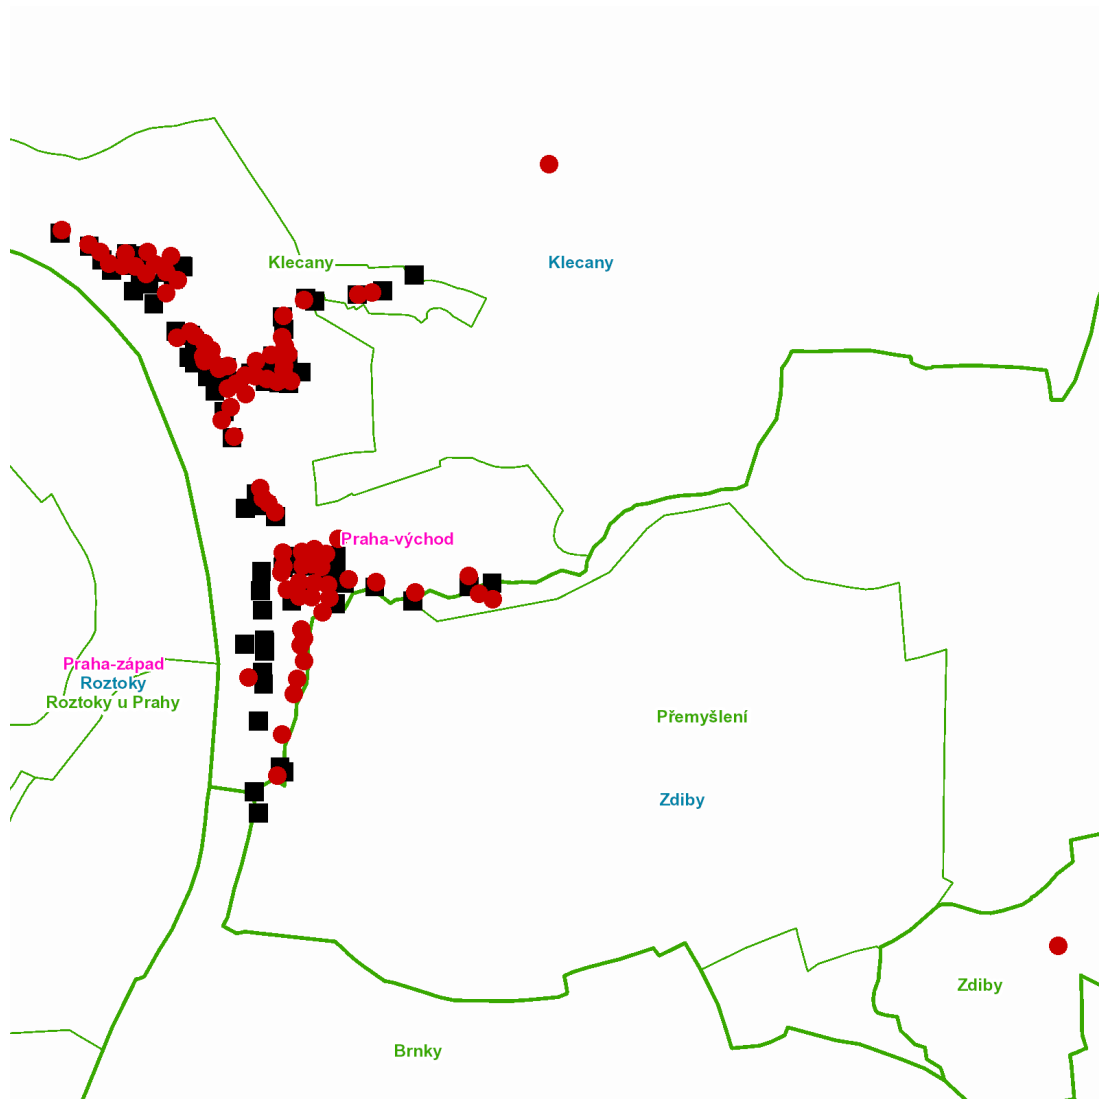 Klecany
Klecany
Praha-východ
Praha-západ
Roztoky
Roztoky u Prahy
Přemyšlení
Zdiby
Zdiby
Brnky